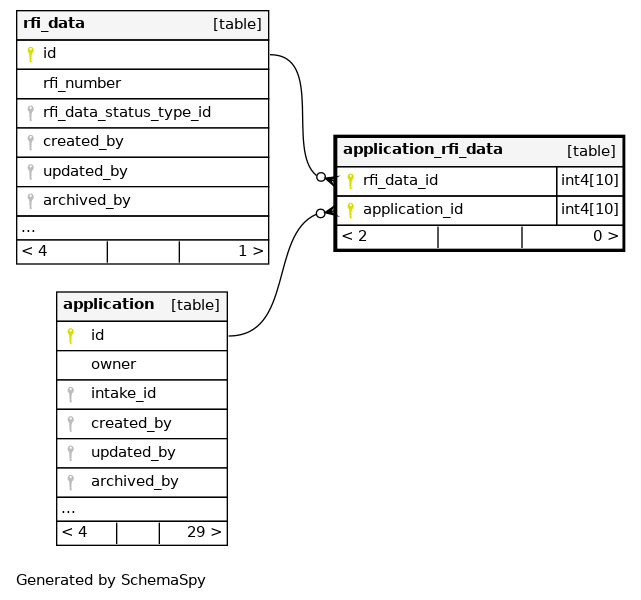 rfi_data [table]
id
rfi_number
rfi_data_status_type_id
created_by
updated_by
archived_by
...
< 4 1 >
application_rfi_data [table]
rfi_data_id int4[10]
application_id int4[10]
< 2 0 >
application [table]
id
owner
intake_id
created_by
updated_by
archived_by
...
< 4 29 >
Generated by SchemaSpy